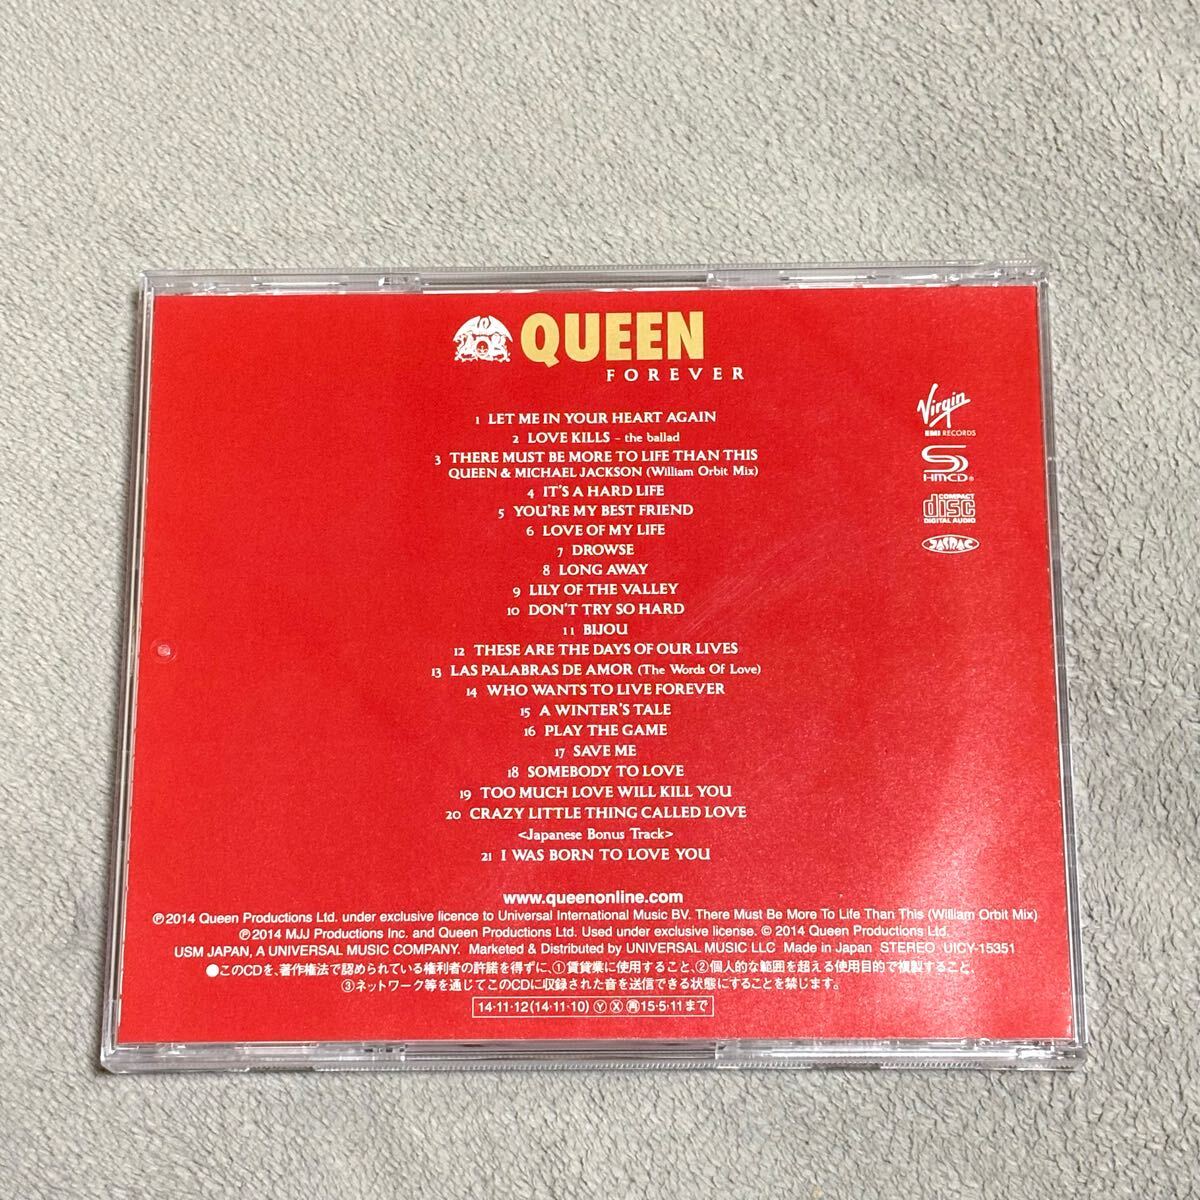 QUEEN
FOREVER
1 LET ME IN YOUR HEART AGAIN
2 LOVE KILLS – the ballad
3 THERE MUST BE MORE TO LIFE THAN THIS
QUEEN & MICHAEL JACKSON (William Orbit Mix)
4 IT'S A HARD LIFE
5 YOU'RE MY BEST FRIEND
6 LOVE OF MY LIFE
7 DROWSE
8 LONG AWAY
9 LILY OF THE VALLEY
10 DON'T TRY SO HARD
11 BIJOU
12 THESE ARE THE DAYS OF OUR LIVES
13 LAS PALABRAS DE AMOR (The Words Of Love)
14 WHO WANTS TO LIVE FOREVER
15 A WINTER'S TALE
16 PLAY THE GAME
17 SAVE ME
18 SOMEBODY TO LOVE
19 TOO MUCH LOVE WILL KILL YOU
20 CRAZY LITTLE THING CALLED LOVE
<Japanese Bonus Track>
21 I WAS BORN TO LOVE YOU
Virgin
EMI RECORDS
SHM-CD®
COMPACT
disc
DIGITAL AUDIO
JASRAC
www.queenonline.com
℗2014 Queen Productions Ltd. under exclusive licence to Universal International Music BV. There Must Be More To Life Than This (William Orbit Mix)
℗2014 MJJ Productions Inc. and Queen Productions Ltd. Used under exclusive license. © 2014 Queen Productions Ltd.
USM JAPAN, A UNIVERSAL MUSIC COMPANY. Marketed & Distributed by UNIVERSAL MUSIC LLC Made in Japan STEREO UICY-15351
●このCDを、著作権法で認められている権利者の許諾を得ずに、①賃貸業に使用すること、②個人的な範囲を超える使用目的で複製すること、
③ネットワーク等を通じてこのCDに収録された音を送信できる状態にすることを禁じます。
14・11・12(14・11・10) Ⓨ Ⓧ ㊢15・5・11まで